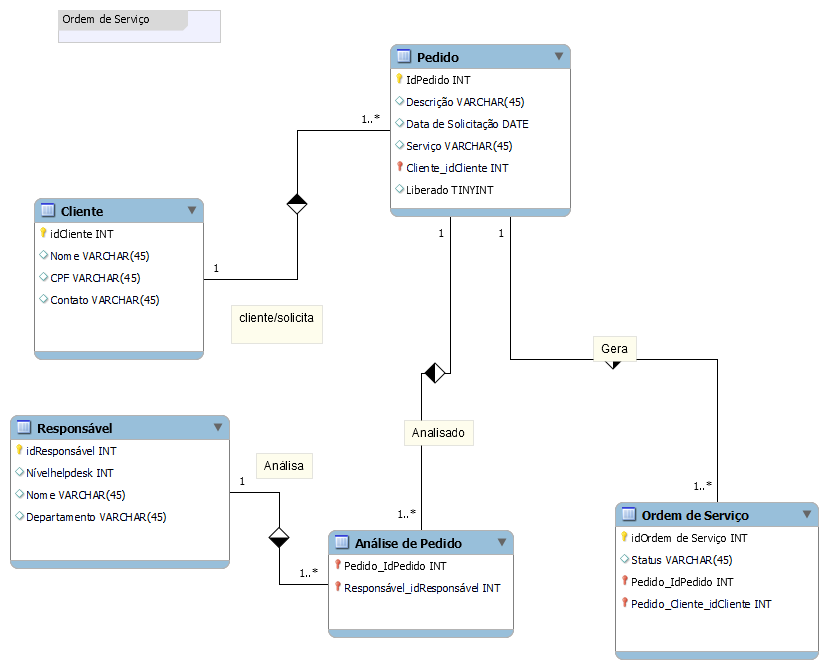 Ordem de Serviço
Pedido
IdPedido INT
Descrição VARCHAR(45)
Data de Solicitação DATE
Serviço VARCHAR(45)
Cliente_idCliente INT
Liberado TINYINT
1..*
Cliente
idCliente INT
Nome VARCHAR(45)
CPF VARCHAR(45)
Contato VARCHAR(45)
1
cliente/solicita
1
1
Gera
Analisado
Responsável
idResponsável INT
Nívelhelpdesk INT
Nome VARCHAR(45)
Departamento VARCHAR(45)
Análisa
1
1..*
1..*
1..*
Análise de Pedido
Pedido_IdPedido INT
Responsável_idResponsável INT
Ordem de Serviço
idOrdem de Serviço INT
Status VARCHAR(45)
Pedido_IdPedido INT
Pedido_Cliente_idCliente INT